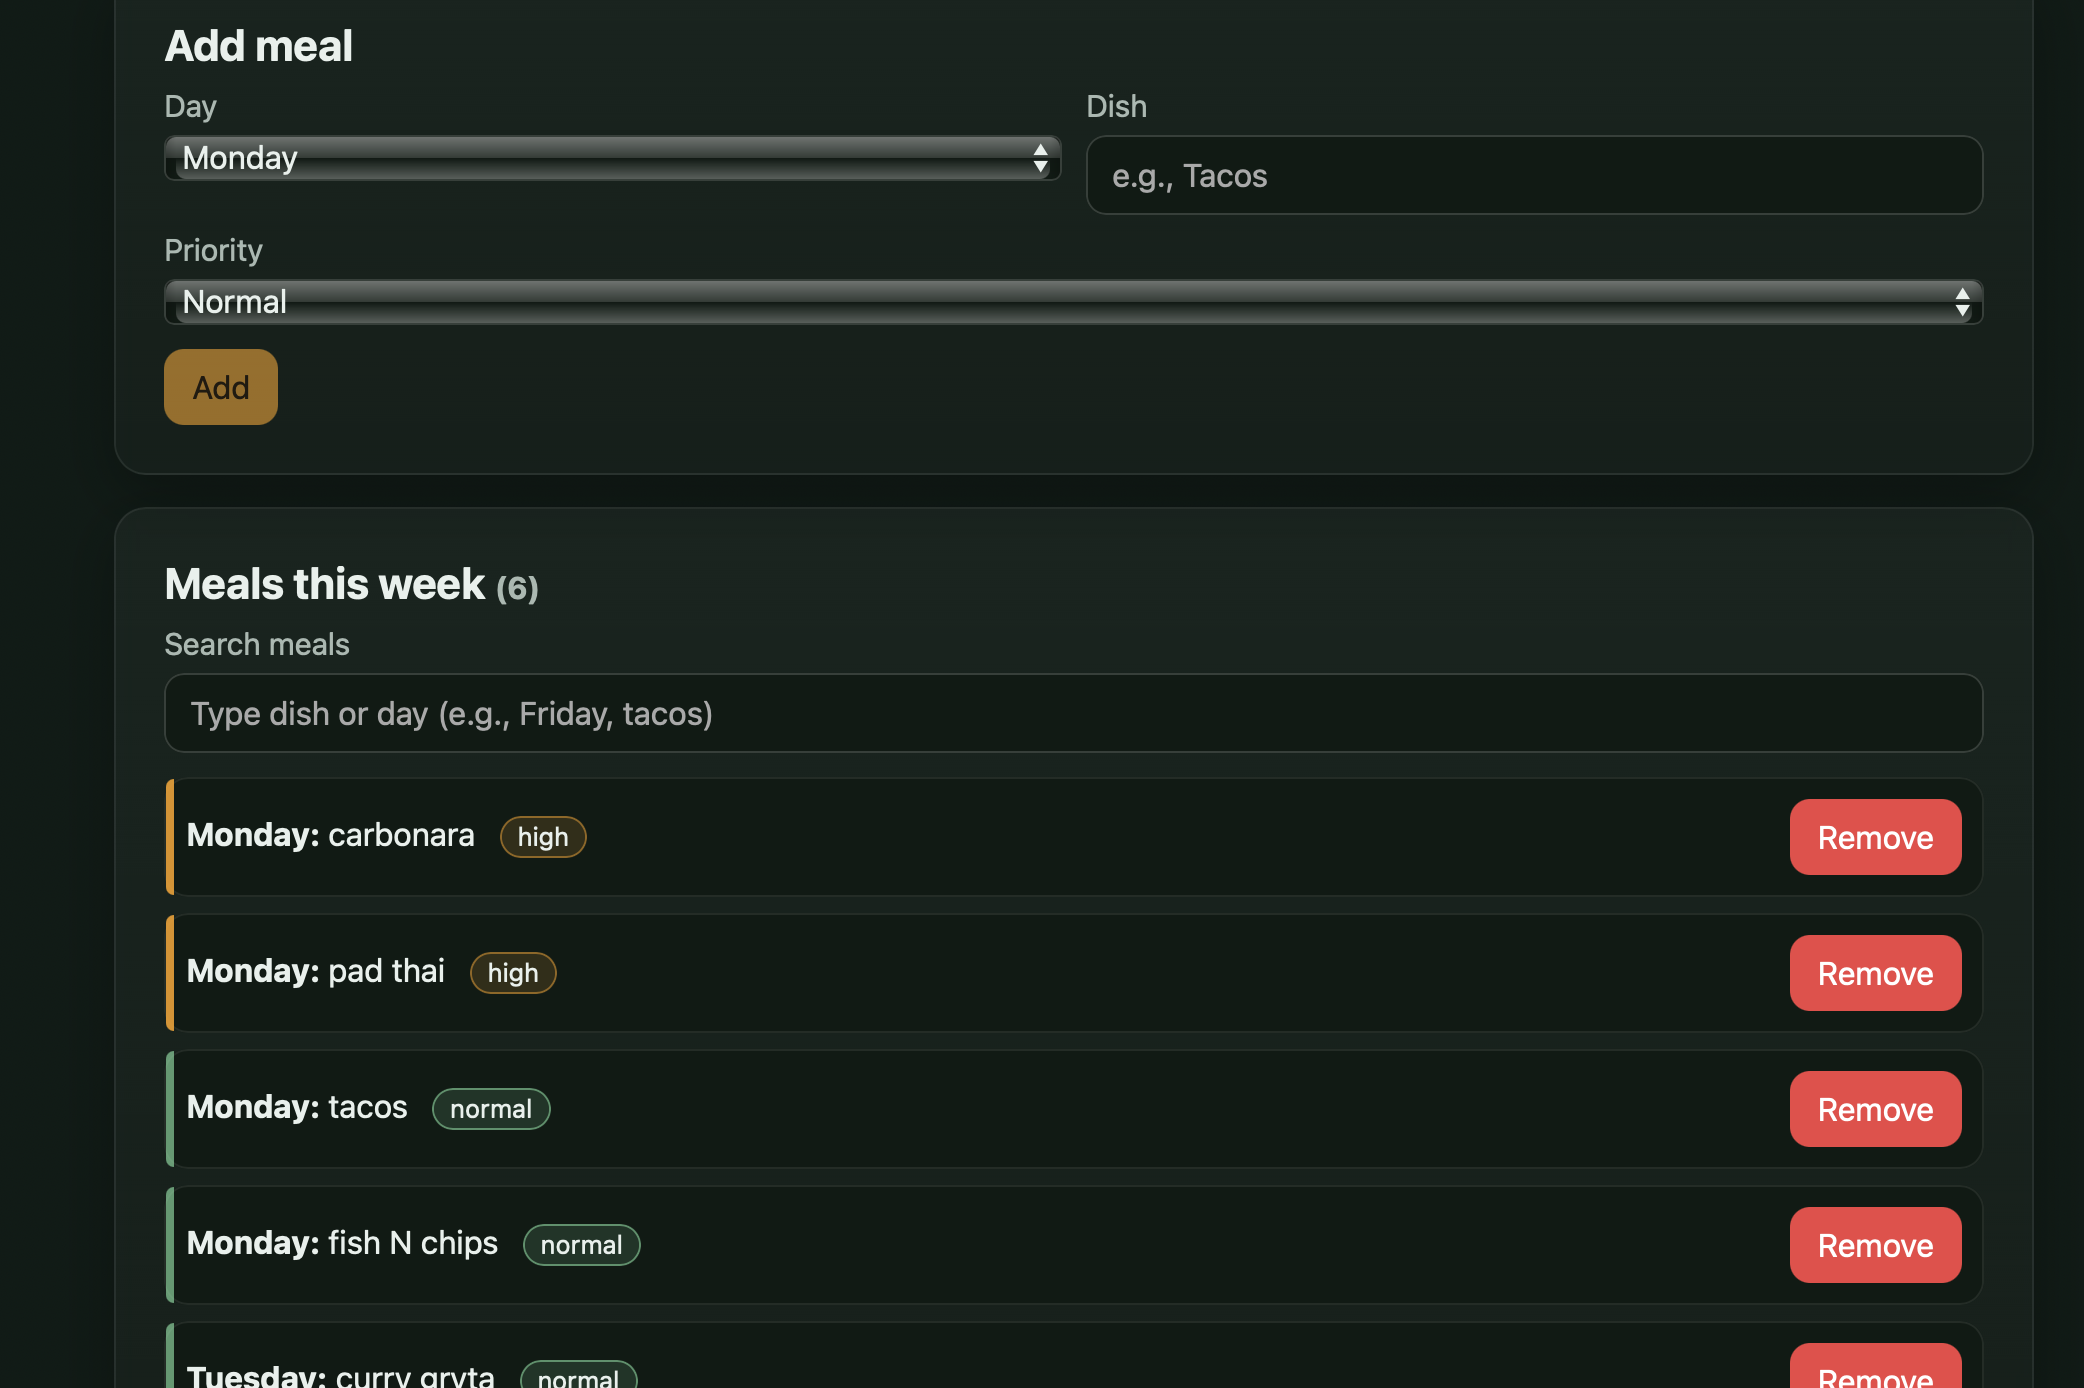 Add meal
Day
Dish
Monday
e.g., Tacos
Priority
Normal
Add
Meals this week (6)
Search meals
Type dish or day (e.g., Friday, tacos)
Monday: carbonara high
Remove
Monday: pad thai high
Remove
Monday: tacos normal
Remove
Monday: fish N chips normal
Remove
Tuesday: curry gryta normal
Remove